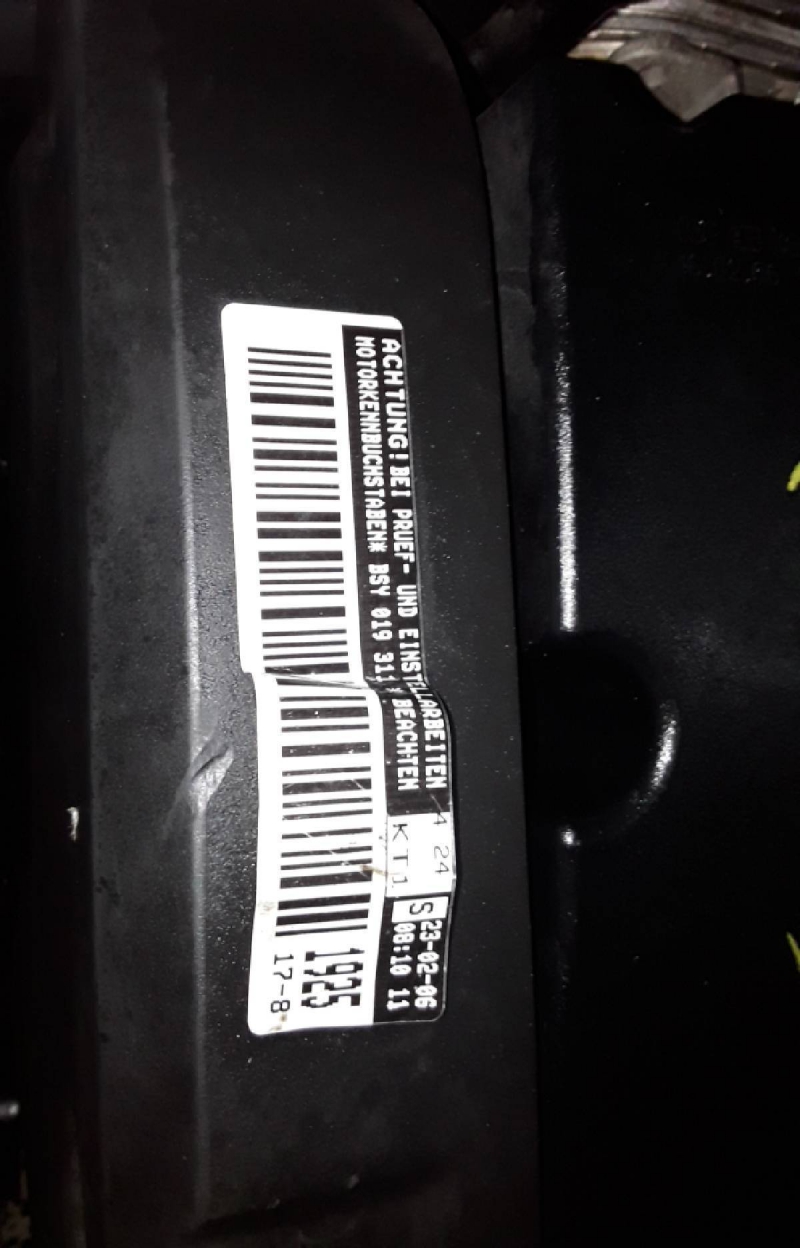 ACHTUNG! BEI PRUEF- UND EINSTELLARBEITEN
MOTORKENNBUCHSTABEN* BSY 019 311* BEACHTEN
4 24
KT1
S
23-02-06
08:10 11
1925
17-8